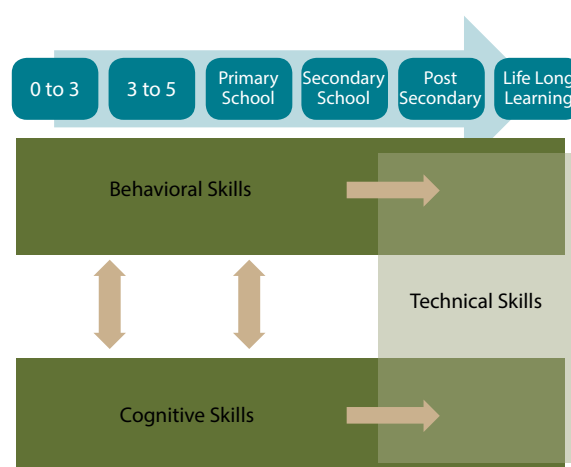 0 to 3
3 to 5
Primary
School
Secondary
School
Post
Secondary
Life Long
Learning
Behavioral Skills
Technical Skills
Cognitive Skills